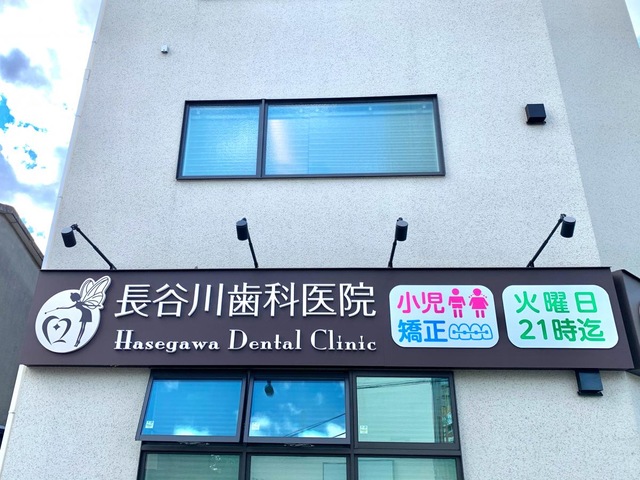 長谷川歯科医院
Hasegawa Dental Clinic
小児
矯正
火曜日
21時迄